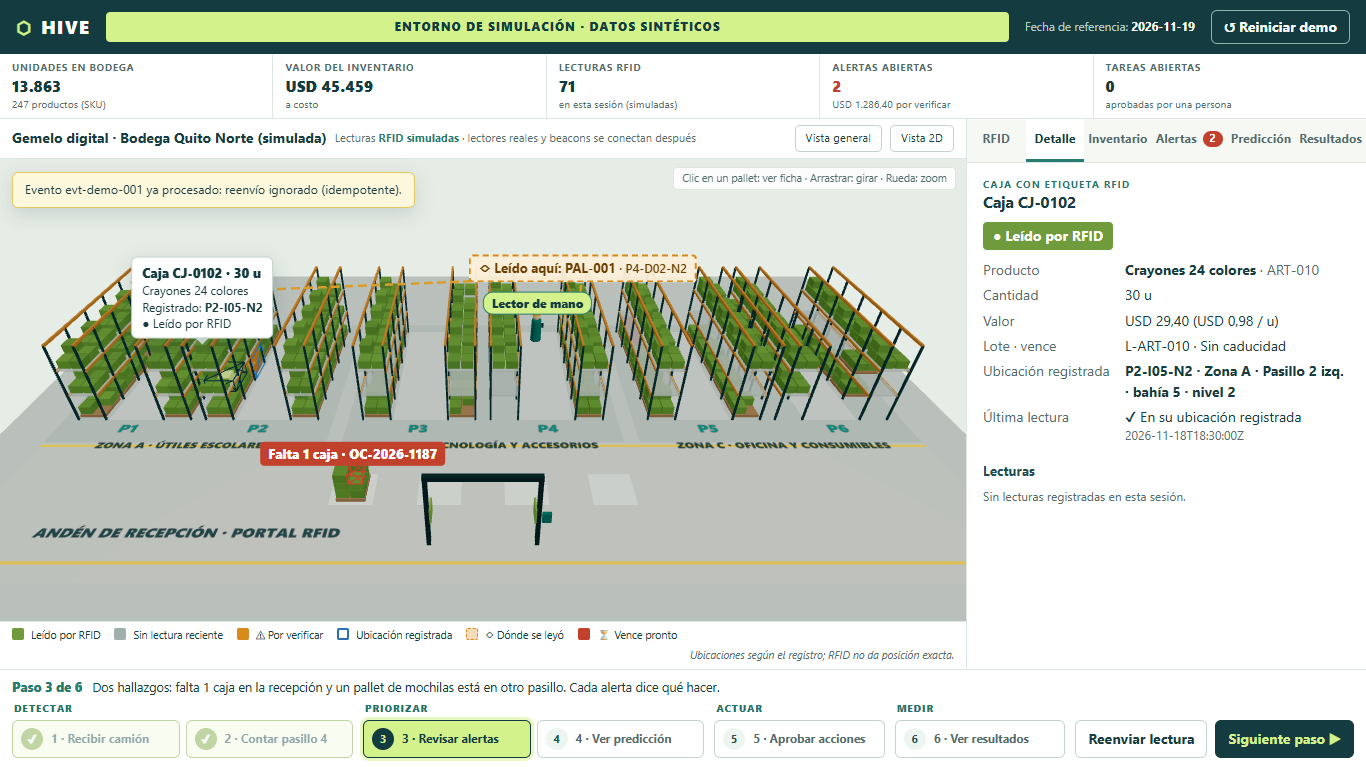 HIVE
ENTORNO DE SIMULACIÓN · DATOS SINTÉTICOS
Fecha de referencia: 2026-11-19
↺ Reiniciar demo
UNIDADES EN BODEGA
13.863
247 productos (SKU)
VALOR DEL INVENTARIO
USD 45.459
a costo
LECTURAS RFID
71
en esta sesión (simuladas)
ALERTAS ABIERTAS
2
USD 1.286,40 por verificar
TAREAS ABIERTAS
0
aprobadas por una persona
Gemelo digital · Bodega Quito Norte (simulada)
Lecturas RFID simuladas · lectores reales y beacons se conectan después
Vista general
Vista 2D
Evento evt-demo-001 ya procesado: reenvío ignorado (idempotente).
Clic en un pallet: ver ficha · Arrastrar: girar · Rueda: zoom
Caja CJ-0102 · 30 u
Crayones 24 colores
Registrado: P2-I05-N2
● Leído por RFID
◇ Leído aquí: PAL-001 · P4-D02-N2
Lector de mano
P1
P2
P3
P4
P5
P6
ZONA A · ÚTILES ESCOLARE
CNOLOGÍA Y ACCESORIOS
ZONA C · OFICINA Y CONSUMIBLES
Falta 1 caja · OC-2026-1187
ANDÉN DE RECEPCIÓN · PORTAL RFID
Leído por RFID
Sin lectura reciente
⚠ Por verificar
Ubicación registrada
◇ Dónde se leyó
⌛ Vence pronto
Ubicaciones según el registro; RFID no da posición exacta.
RFID
Detalle
Inventario
Alertas 2
Predicción
Resultados
CAJA CON ETIQUETA RFID
Caja CJ-0102
● Leído por RFID
Producto
Crayones 24 colores · ART-010
Cantidad
30 u
Valor
USD 29,40 (USD 0,98 / u)
Lote · vence
L-ART-010 · Sin caducidad
Ubicación registrada
P2-I05-N2 · Zona A · Pasillo 2 izq.
· bahía 5 · nivel 2
Última lectura
✓ En su ubicación registrada
2026-11-18T18:30:00Z
Lecturas
Sin lecturas registradas en esta sesión.
Paso 3 de 6
Dos hallazgos: falta 1 caja en la recepción y un pallet de mochilas está en otro pasillo. Cada alerta dice qué hacer.
DETECTAR
✓ 1 · Recibir camión
✓ 2 · Contar pasillo 4
PRIORIZAR
3 3 · Revisar alertas
4 4 · Ver predicción
ACTUAR
5 5 · Aprobar acciones
MEDIR
6 6 · Ver resultados
Reenviar lectura
Siguiente paso ▶